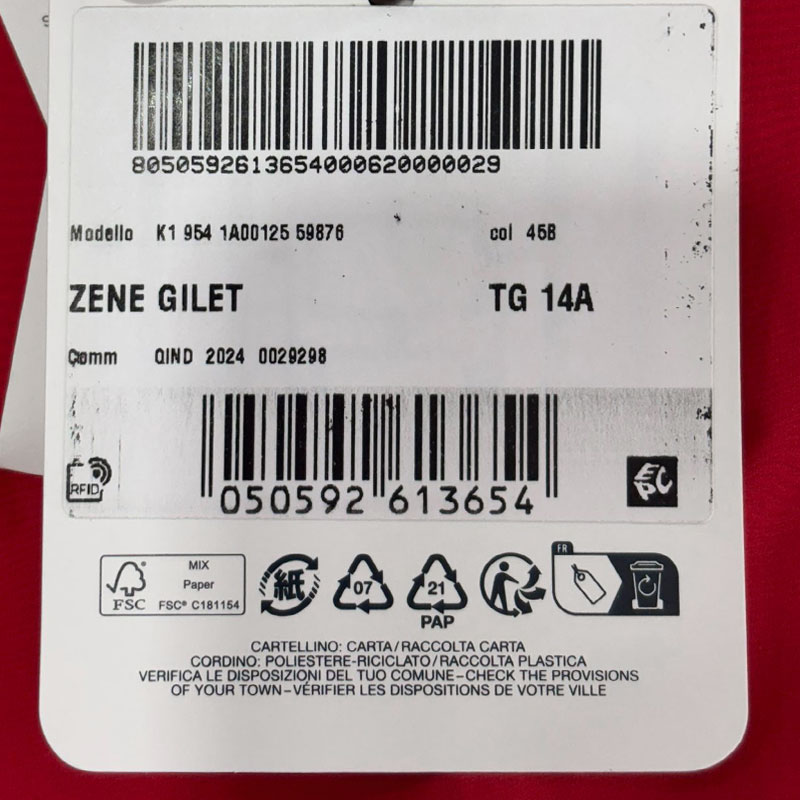 8050592613654000620000029
Modello K1 954 1A00125 59876 col 45B
ZENE GILET TG 14A
Comm QIND 2024 0029298
RFID
050592 613654
EPC
FSC
MIX
Paper
FSC® C181154
紙
07
21
PAP
FR
CARTELLINO: CARTA/RACCOLTA CARTA
CORDINO: POLIESTERE-RICICLATO/RACCOLTA PLASTICA
VERIFICA LE DISPOSIZIONI DEL TUO COMUNE–CHECK THE PROVISIONS
OF YOUR TOWN–VÉRIFIER LES DISPOSITIONS DE VOTRE VILLE